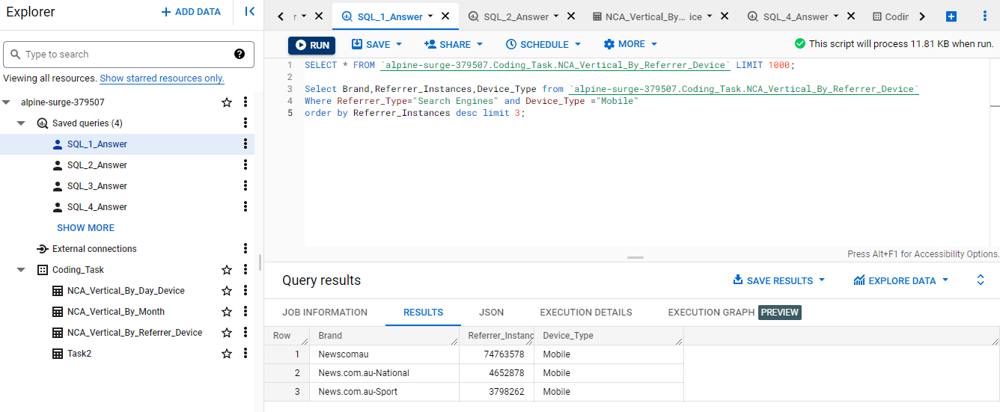 Explorer
+ ADD DATA
Type to search
Viewing all resources. Show starred resources only.
alpine-surge-379507
Saved queries (4)
SQL_1_Answer
SQL_2_Answer
SQL_3_Answer
SQL_4_Answer
SHOW MORE
External connections
Coding_Task
NCA_Vertical_By_Day_Device
NCA_Vertical_By_Month
NCA_Vertical_By_Referrer_Device
Task2
r SQL_1_Answer SQL_2_Answer NCA_Vertical_By... ice SQL_4_Answer Codin
RUN SAVE SHARE SCHEDULE MORE This script will process 11.81 KB when run.
1 SELECT * FROM `alpine-surge-379507.Coding_Task.NCA_Vertical_By_Referrer_Device` LIMIT 1000;
2
3 Select Brand,Referrer_Instances,Device_Type from `alpine-surge-379507.Coding_Task.NCA_Vertical_By_Referrer_Device`
4 Where Referrer_Type="Search Engines" and Device_Type ="Mobile"
5 order by Referrer_Instances desc limit 3;
Press Alt+F1 for Accessibility Options.
Query results SAVE RESULTS EXPLORE DATA
JOB INFORMATION RESULTS JSON EXECUTION DETAILS EXECUTION GRAPH PREVIEW
Row Brand Referrer_Instanc Device_Type
1 Newscomau 74763578 Mobile
2 News.com.au-National 4652878 Mobile
3 News.com.au-Sport 3798262 Mobile